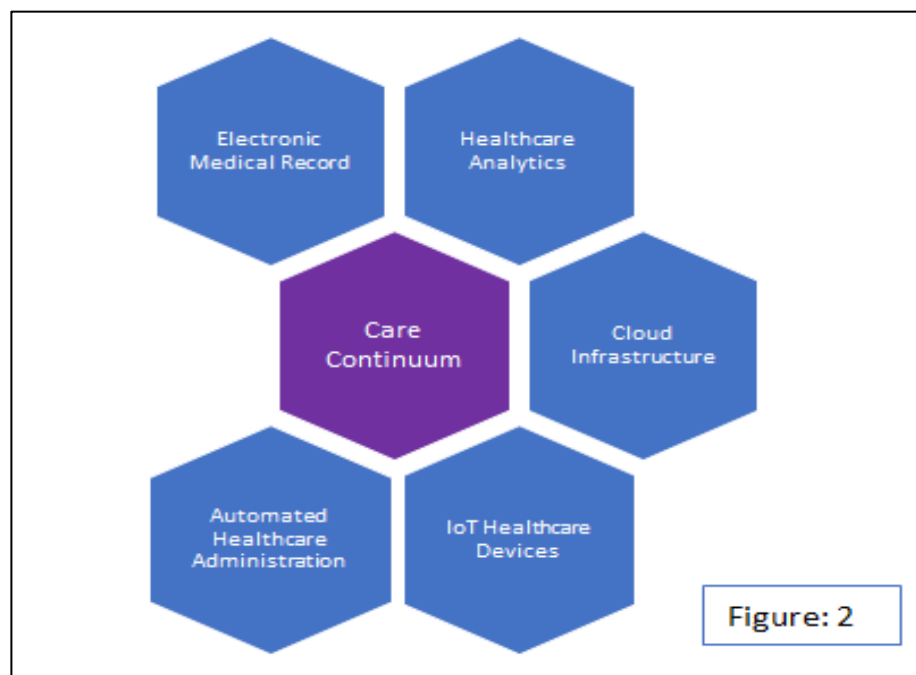 Electronic
Medical Record
Healthcare
Analytics
Care
Continuum
Cloud
Infrastructure
Automated
Healthcare
Administration
IoT Healthcare
Devices
Figure: 2